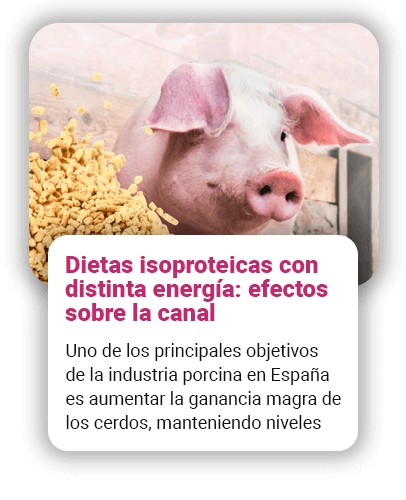 Dietas isoproteicas con
distinta energía: efectos
sobre la canal
Uno de los principales objetivos
de la industria porcina en España
es aumentar la ganancia magra de
los cerdos, manteniendo niveles